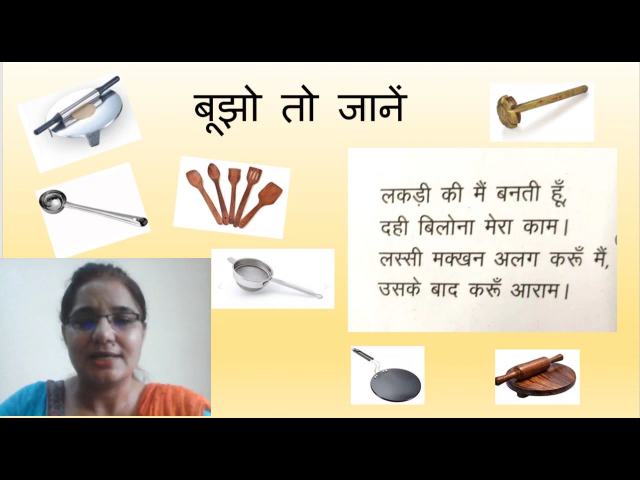 बूझो तो जानें
लकड़ी की मैं बनती हूँ,
दही बिलोना मेरा काम।
लस्सी मक्खन अलग करूँ मैं,
उसके बाद करूँ आराम।